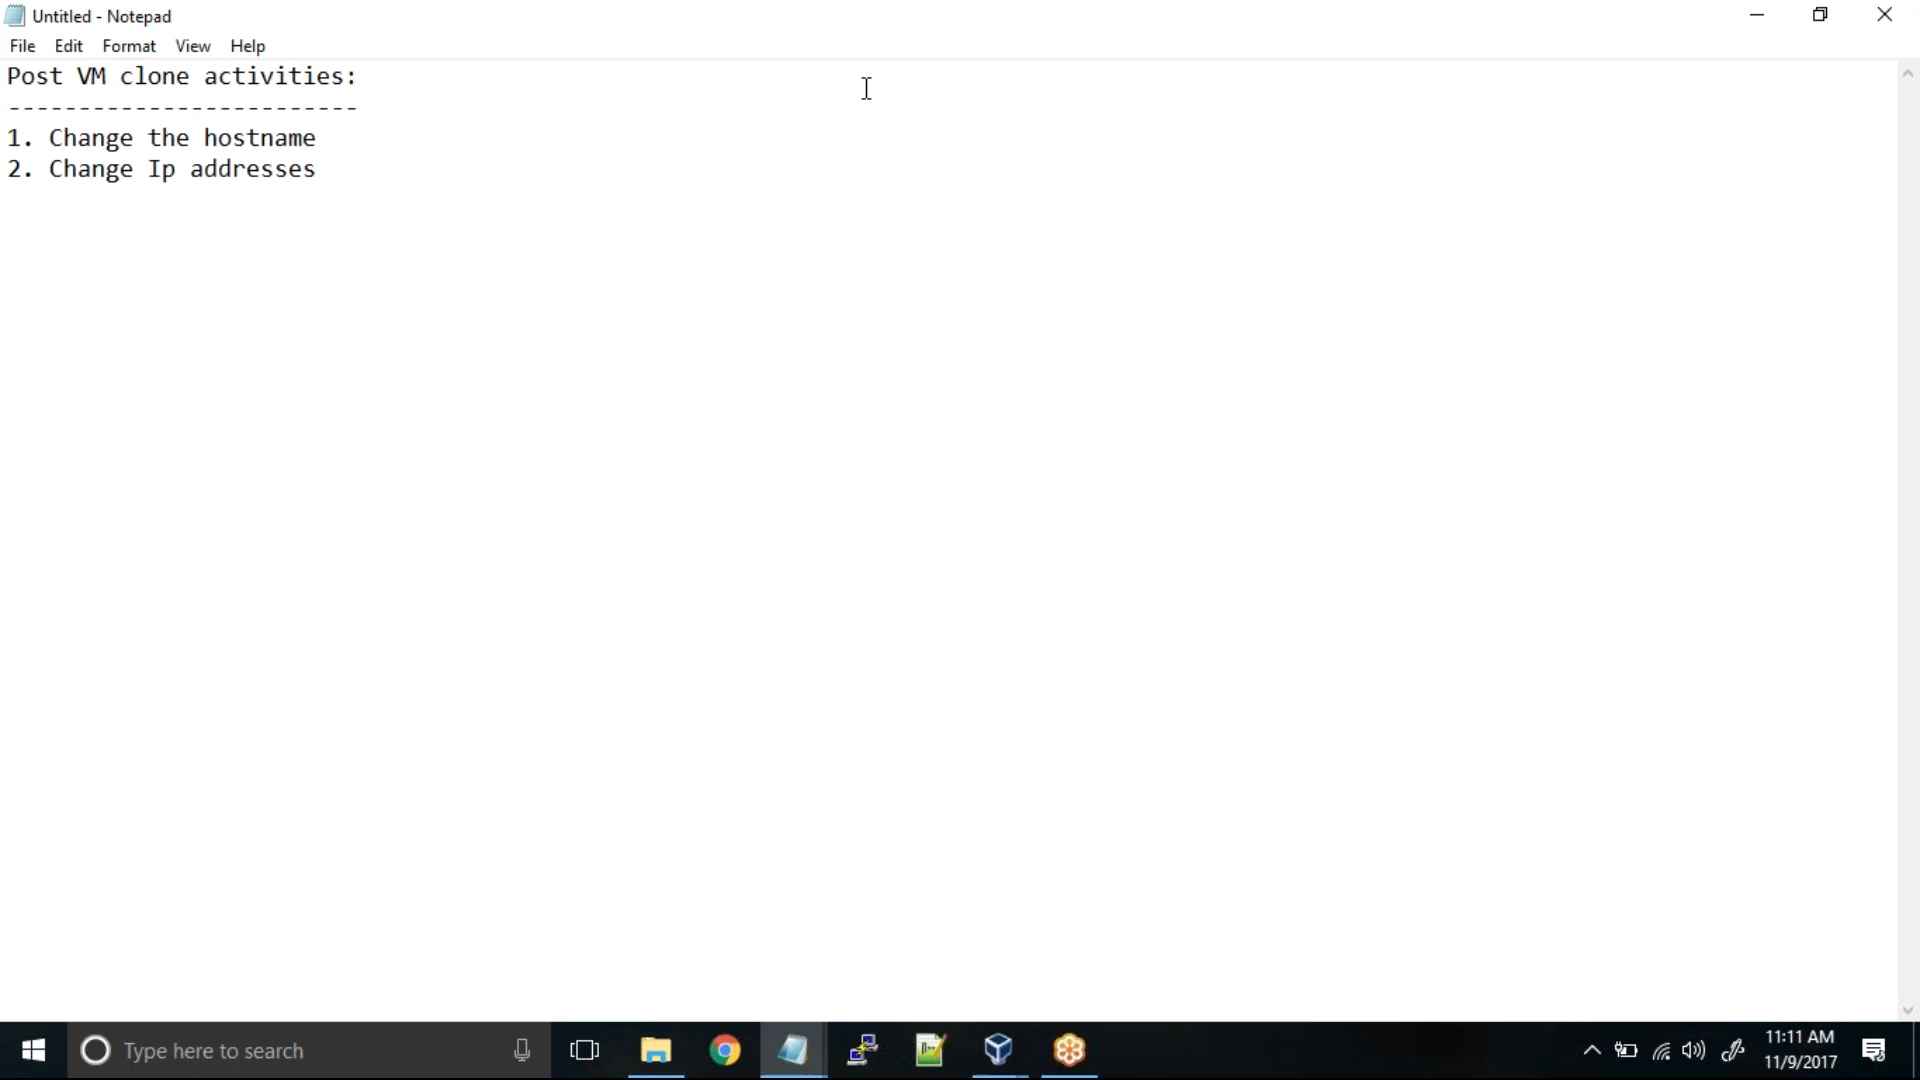 Untitled - Notepad
File Edit Format View Help
Post VM clone activities:
-------------------------
1. Change the hostname
2. Change Ip addresses
Type here to search
11:11 AM
11/9/2017